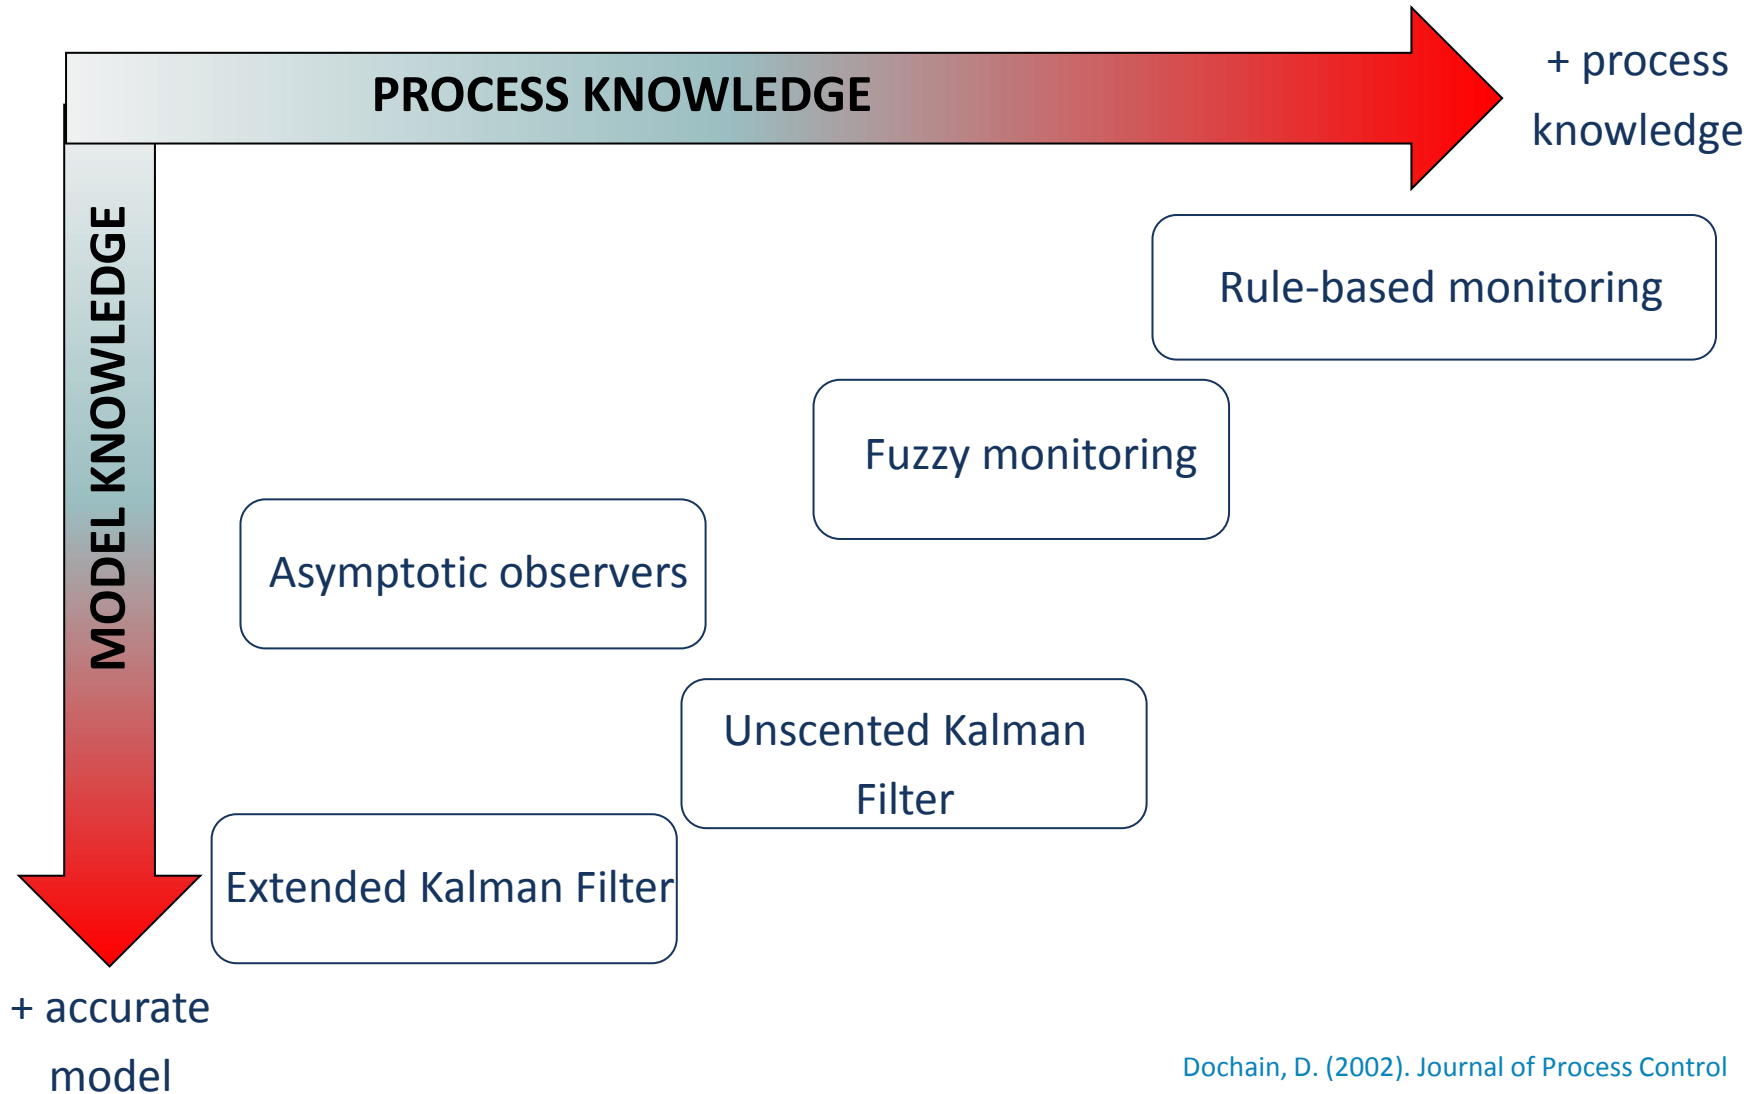 PROCESS KNOWLEDGE
+ process
knowledge
MODEL KNOWLEDGE
Rule-based monitoring
Fuzzy monitoring
Asymptotic observers
Unscented Kalman
Filter
Extended Kalman Filter
+ accurate
model
Dochain, D. (2002). Journal of Process Control